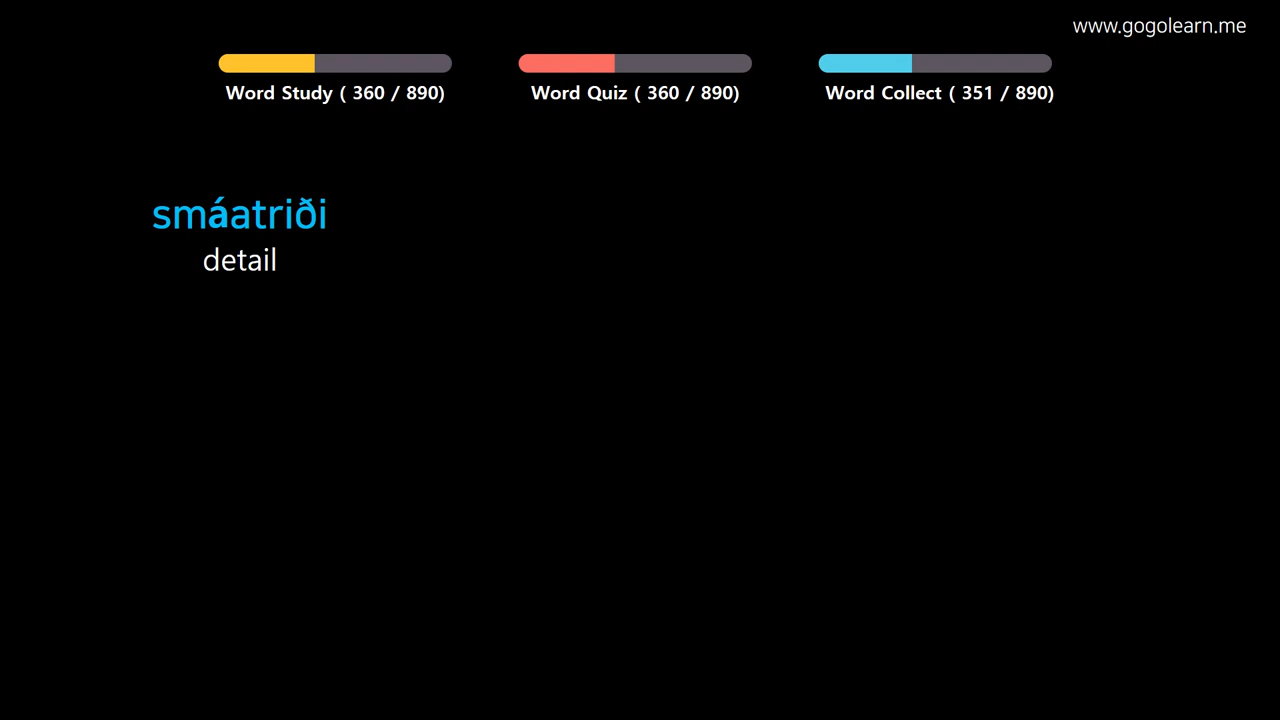 www.gogolearn.me
Word Study ( 360 / 890)
Word Quiz ( 360 / 890)
Word Collect ( 351 / 890)
smáatriði
detail